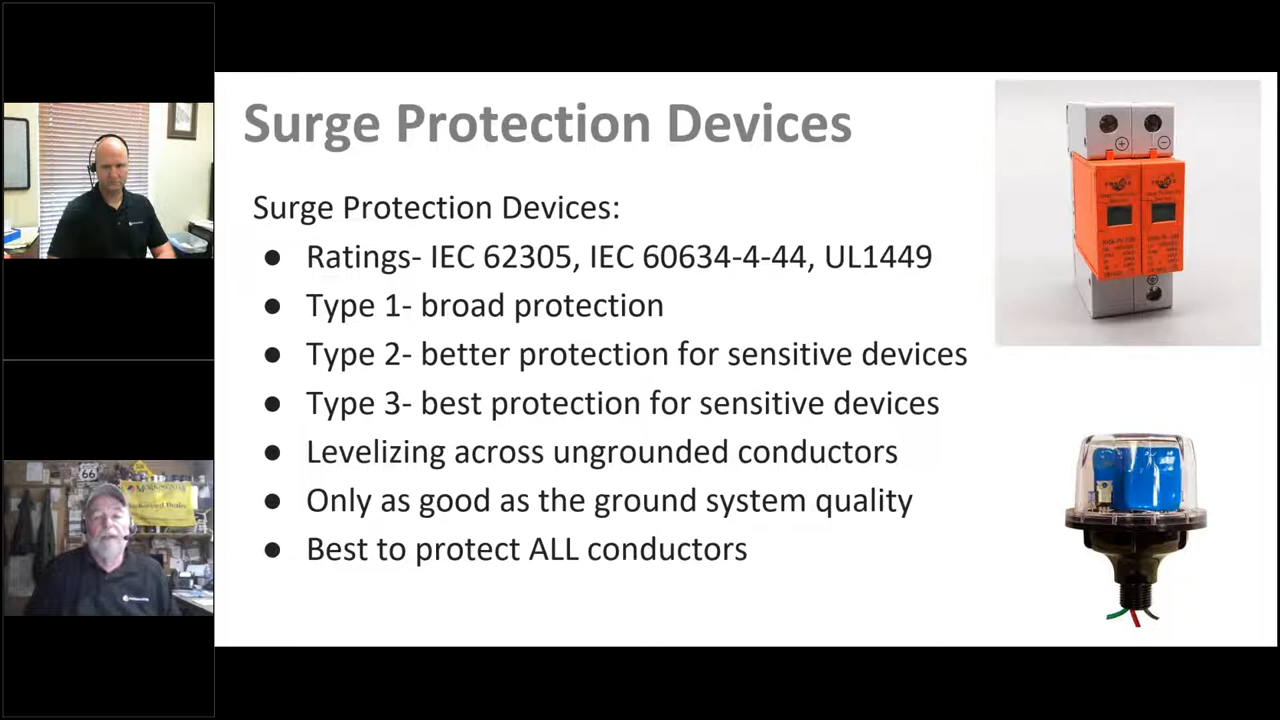 Surge Protection Devices
Surge Protection Devices:
● Ratings- IEC 62305, IEC 60634-4-44, UL1449
● Type 1- broad protection
● Type 2- better protection for sensitive devices
● Type 3- best protection for sensitive devices
● Levelizing across ungrounded conductors
● Only as good as the ground system quality
● Best to protect ALL conductors
66